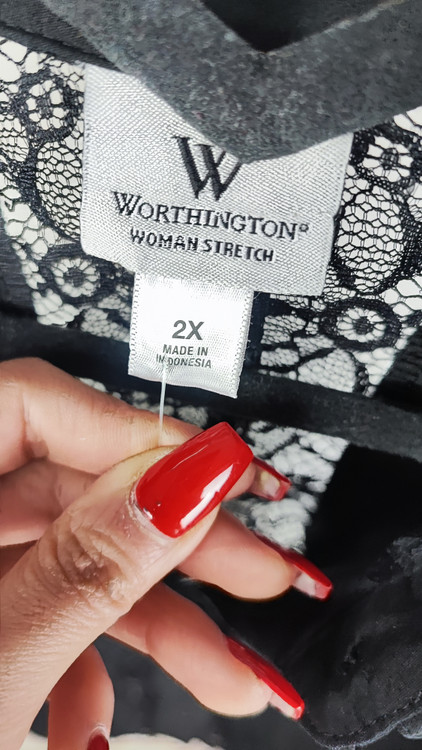 W
WORTHINGTON®
WOMAN STRETCH
2X
MADE IN
INDONESIA